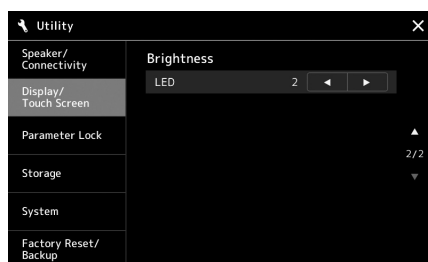 Utility
Speaker/
Connectivity
Display/
Touch Screen
Parameter Lock
Storage
System
Factory Reset/
Backup
Brightness
LED 2
2/2